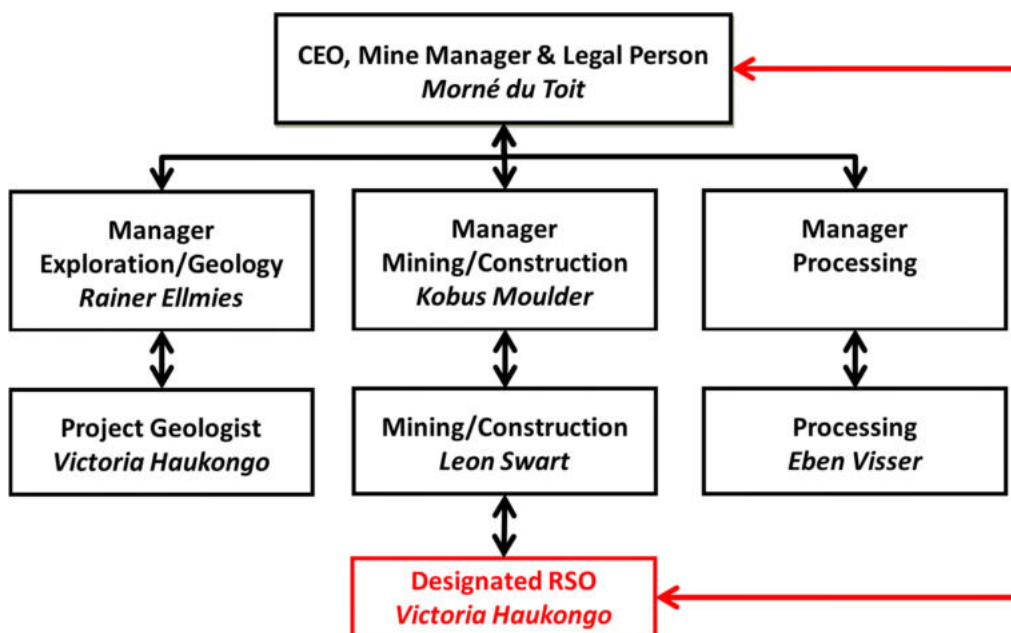 CEO, Mine Manager & Legal Person
Morné du Toit
Manager
Exploration/Geology
Rainer Ellmies
Manager
Mining/Construction
Kobus Moulder
Manager
Processing
Project Geologist
Victoria Haukongo
Mining/Construction
Leon Swart
Processing
Eben Visser
Designated RSO
Victoria Haukongo